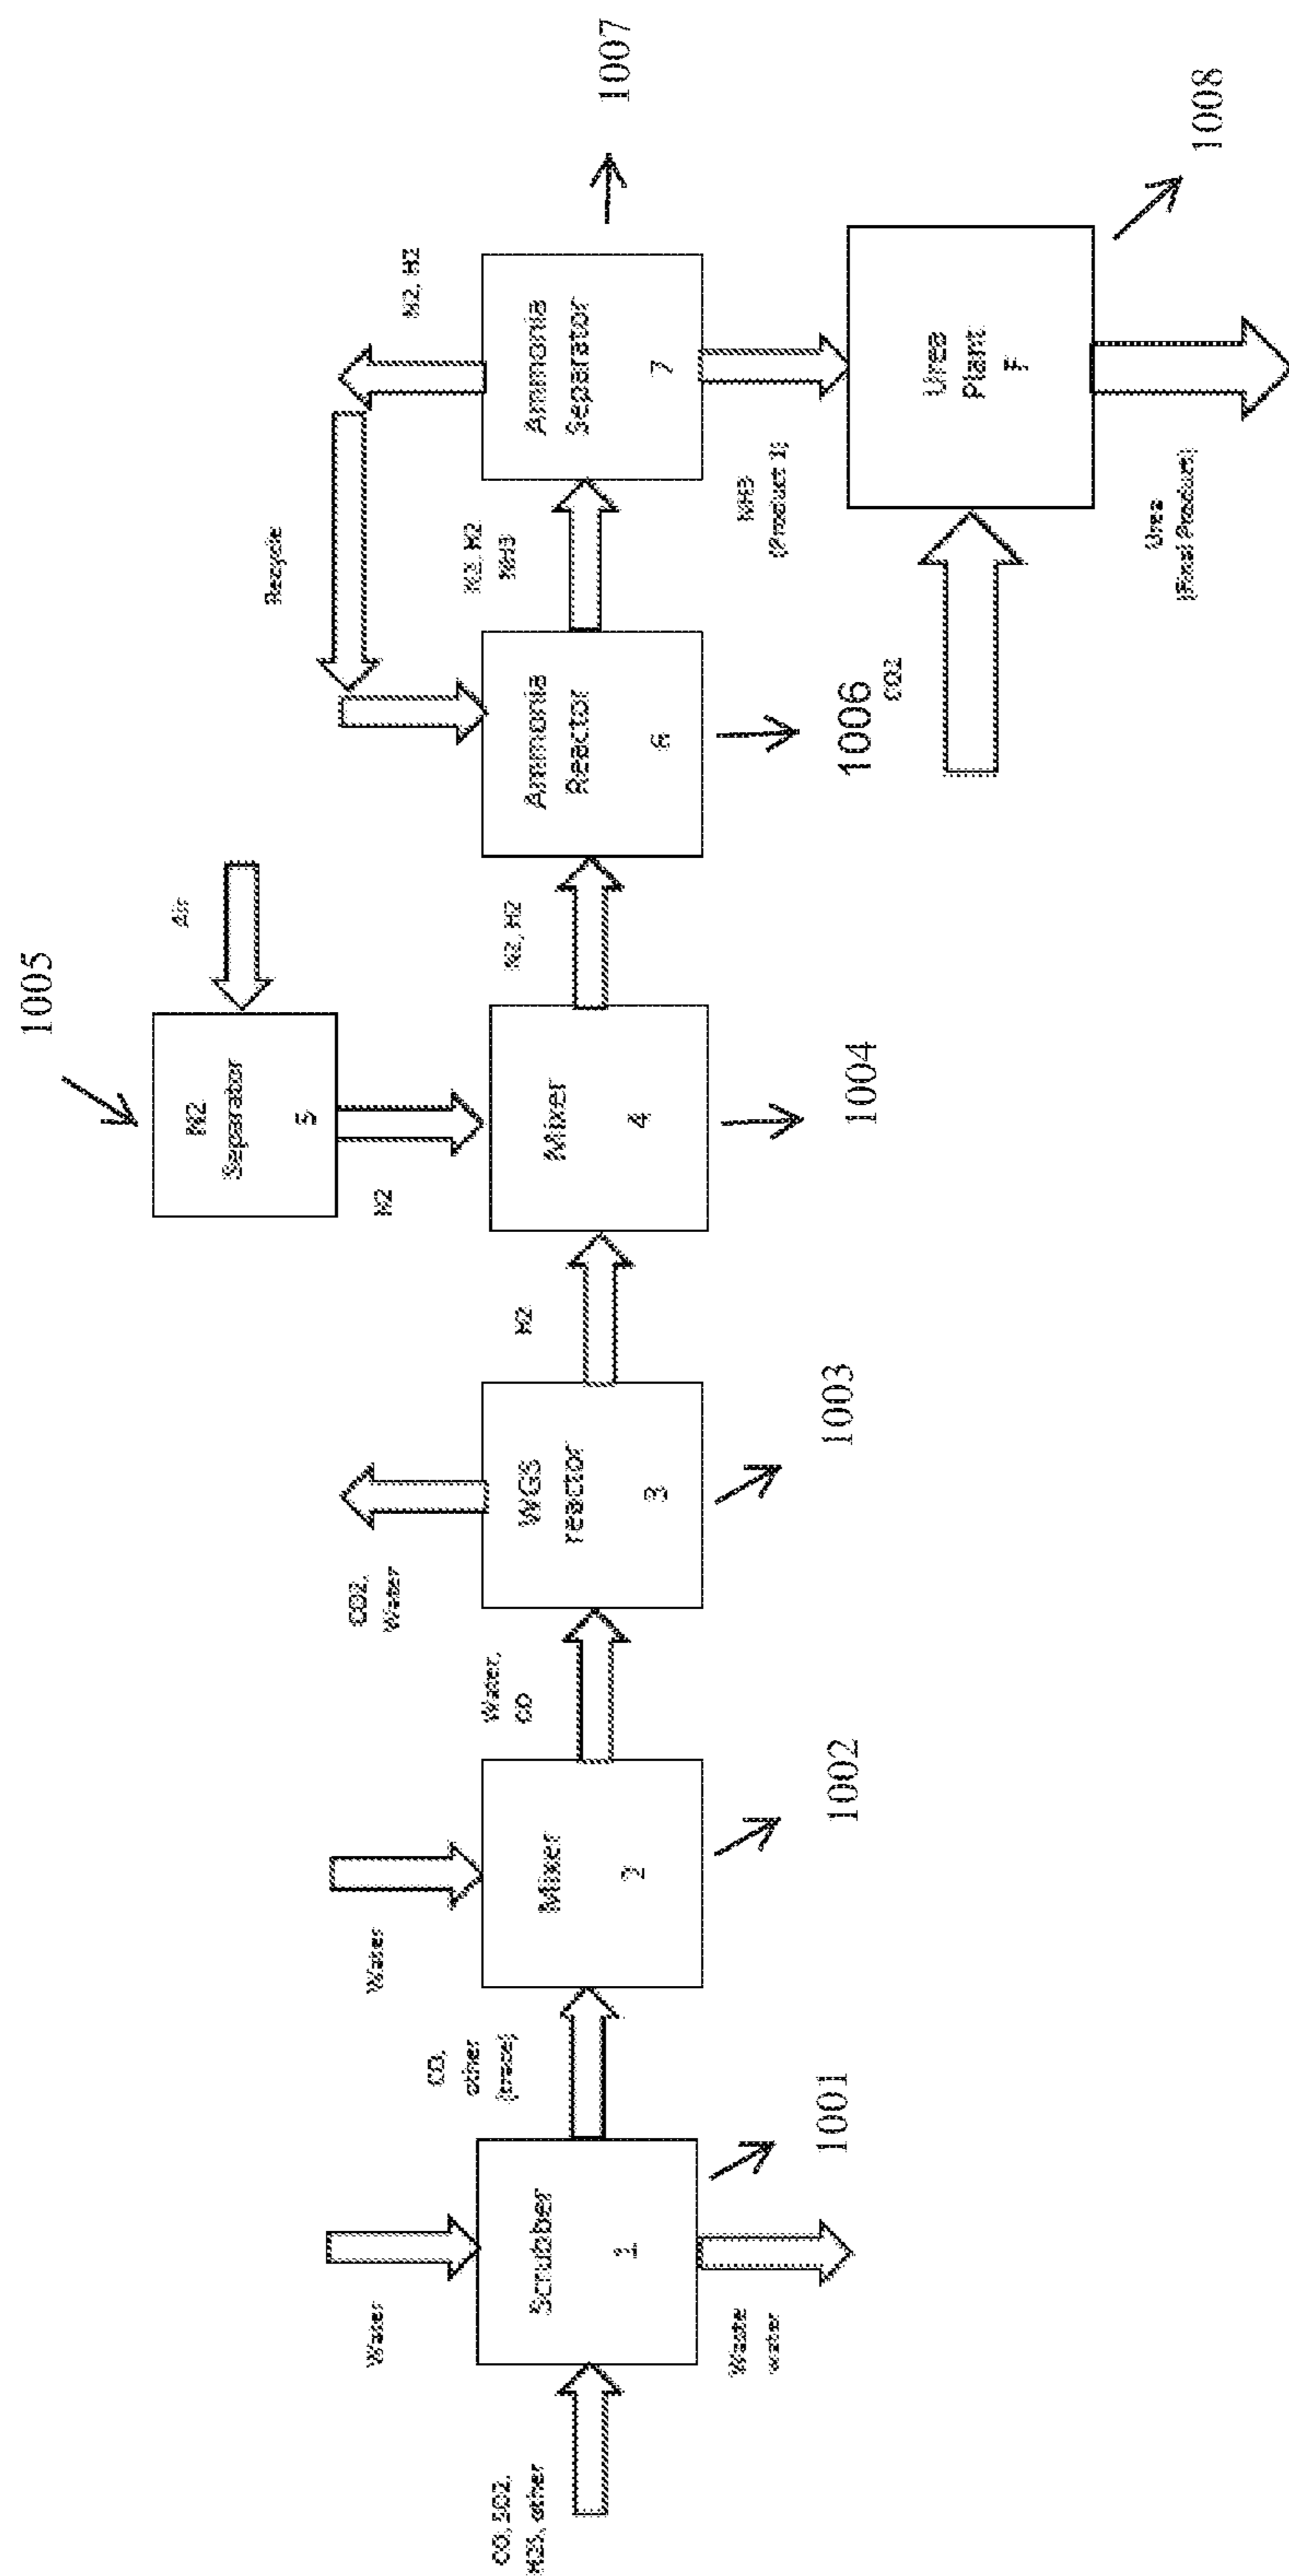 CO, SO2,
H2S, other
Water
Scrubber
1
Waste
water
1001
CO,
other
(trace)
Water
Mixer
2
1002
Water,
CO
WGS
reactor
3
CO2,
Water
1003
H2
Mixer
4
1004
N2
Separator
5
Air
N2
1005
N2, H2
Ammonia
Reactor
6
1006
Recycle
N2, H2
NH3
Ammonia
Separator
7
N2, H2
1007
NH3
(Product 1)
CO2
Urea
Plant
F
1008
Urea
(Final Product)